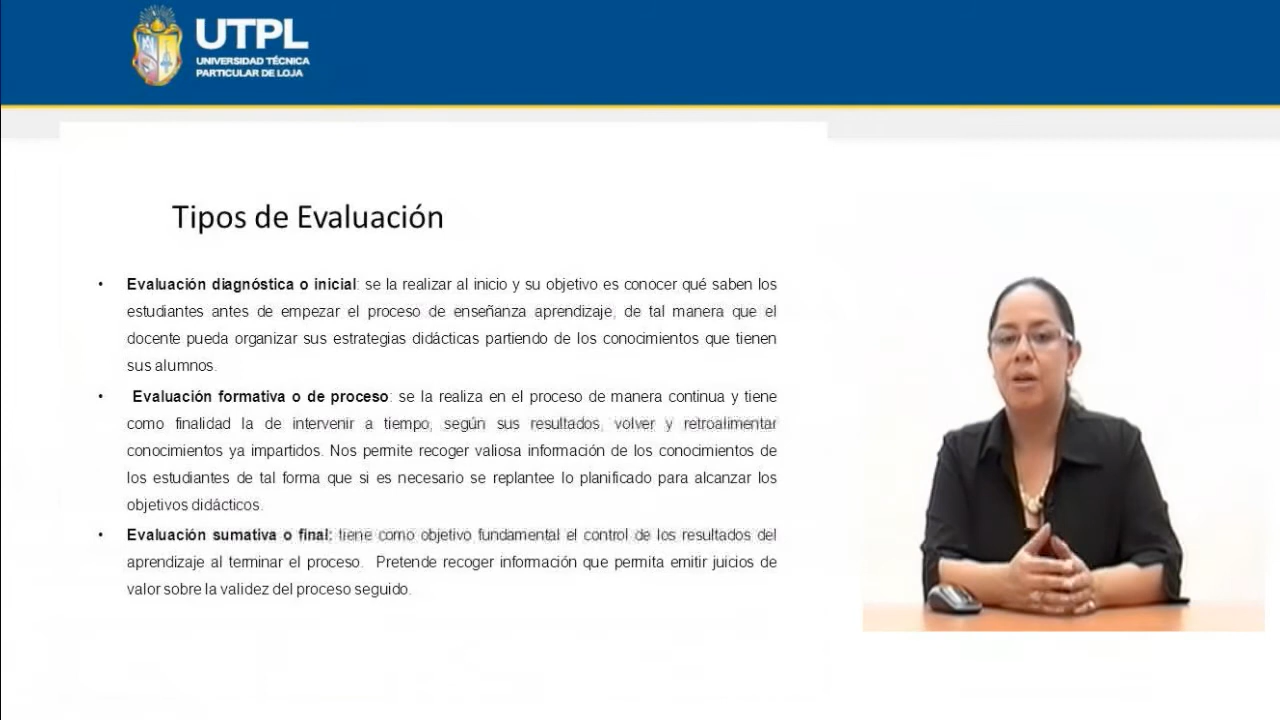 UTPL
UNIVERSIDAD TÉCNICA
PARTICULAR DE LOJA
Tipos de Evaluación
• Evaluación diagnóstica o inicial: se la realizar al inicio y su objetivo es conocer qué saben los
estudiantes antes de empezar el proceso de enseñanza aprendizaje, de tal manera que el
docente pueda organizar sus estrategias didácticas partiendo de los conocimientos que tienen
sus alumnos.
• Evaluación formativa o de proceso: se la realiza en el proceso de manera continua y tiene
como finalidad la de intervenir a tiempo, según sus resultados, volver y retroalimentar
conocimientos ya impartidos. Nos permite recoger valiosa información de los conocimientos de
los estudiantes de tal forma que si es necesario se replantee lo planificado para alcanzar los
objetivos didácticos.
• Evaluación sumativa o final: tiene como objetivo fundamental el control de los resultados del
aprendizaje al terminar el proceso. Pretende recoger información que permita emitir juicios de
valor sobre la validez del proceso seguido.